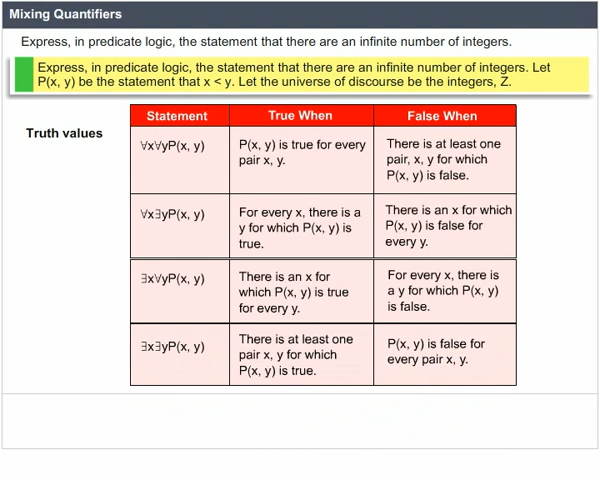 Mixing Quantifiers
Express, in predicate logic, the statement that there are an infinite number of integers.
Express, in predicate logic, the statement that there are an infinite number of integers. Let
P(x, y) be the statement that x < y. Let the universe of discourse be the integers, Z.
Truth values
Statement True When False When
∀x∀yP(x, y)
P(x, y) is true for every
pair x, y.
There is at least one
pair, x, y for which
P(x, y) is false.
∀x∃yP(x, y)
For every x, there is a
y for which P(x, y) is
true.
There is an x for which
P(x, y) is false for
every y.
∃x∀yP(x, y)
There is an x for
which P(x, y) is true
for every y.
For every x, there is
a y for which P(x, y)
is false.
∃x∃yP(x, y)
There is at least one
pair x, y for which
P(x, y) is true.
P(x, y) is false for
every pair x, y.